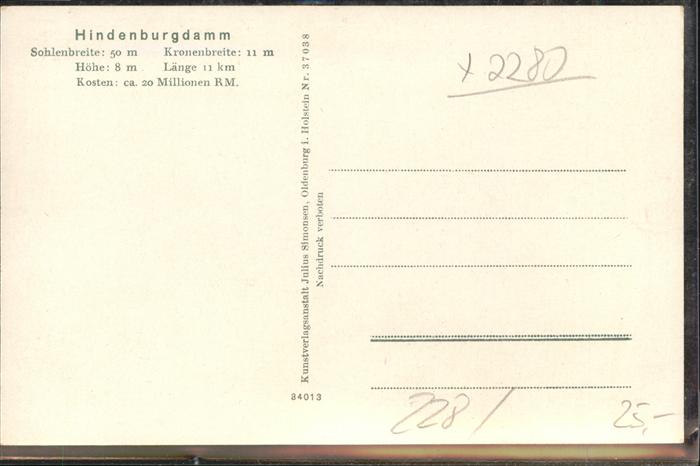 Hindenburgdamm
Sohlenbreite: 50 m Kronenbreite: 11 m
Höhe: 8 m Länge 11 km
Kosten: ca. 20 Millionen RM.
Kunstverlagsanstalt Julius Simonsen, Oldenburg i. Holstein Nr. 37038
Nachdruck verboten
34013
x 2280
228 /
25,-